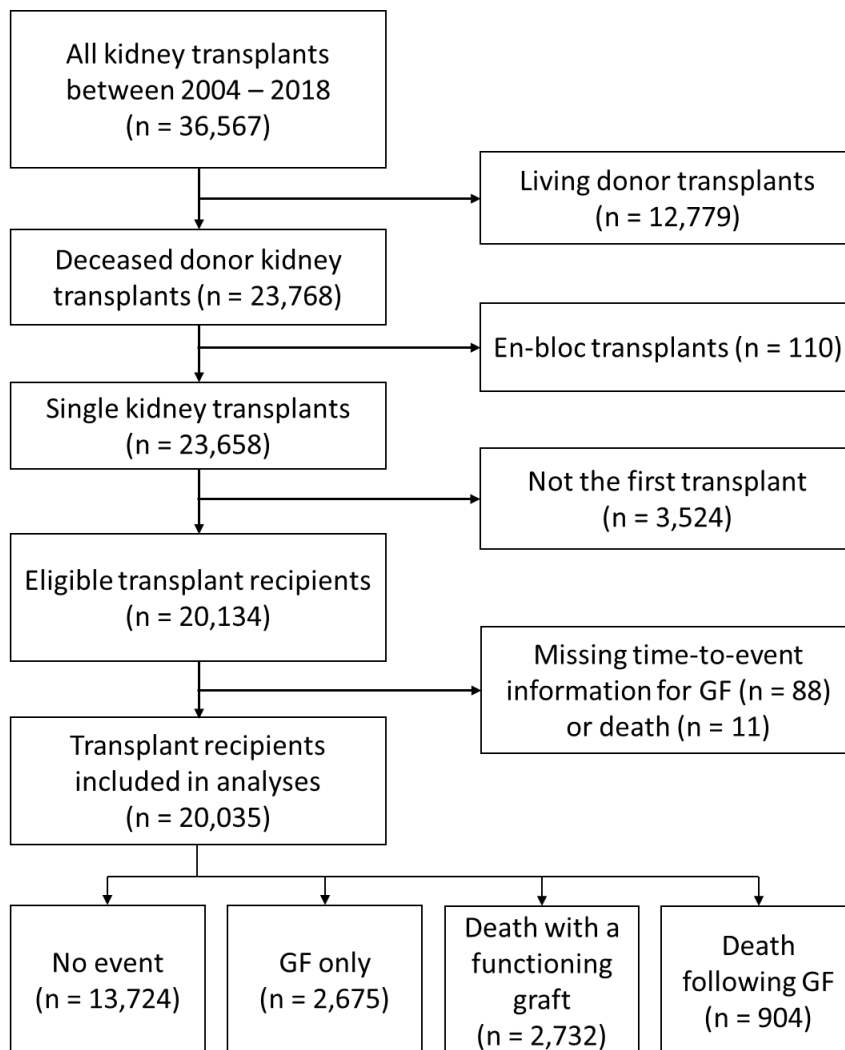 All kidney transplants
between 2004 – 2018
(n = 36,567)
Living donor transplants
(n = 12,779)
Deceased donor kidney
transplants (n = 23,768)
En-bloc transplants (n = 110)
Single kidney transplants
(n = 23,658)
Not the first transplant
(n = 3,524)
Eligible transplant recipients
(n = 20,134)
Missing time-to-event
information for GF (n = 88)
or death (n = 11)
Transplant recipients
included in analyses
(n = 20,035)
No event
(n = 13,724)
GF only
(n = 2,675)
Death with a
functioning
graft
(n = 2,732)
Death
following GF
(n = 904)